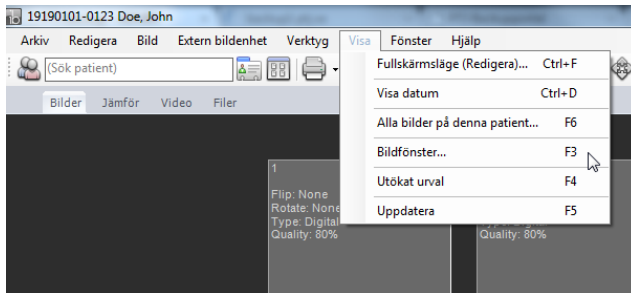 19190101-0123 Doe, John
Arkiv Redigera Bild Extern bildenhet Verktyg Visa Fönster Hjälp
(Sök patient)
Bilder Jämför Video Filer
Fullskärmsläge (Redigera)... Ctrl+F
Visa datum Ctrl+D
Alla bilder på denna patient... F6
Bildfönster... F3
Utökat urval F4
Uppdatera F5
1
Flip: None
Rotate: None
Type: Digital
Quality: 80%
Quality: 80%